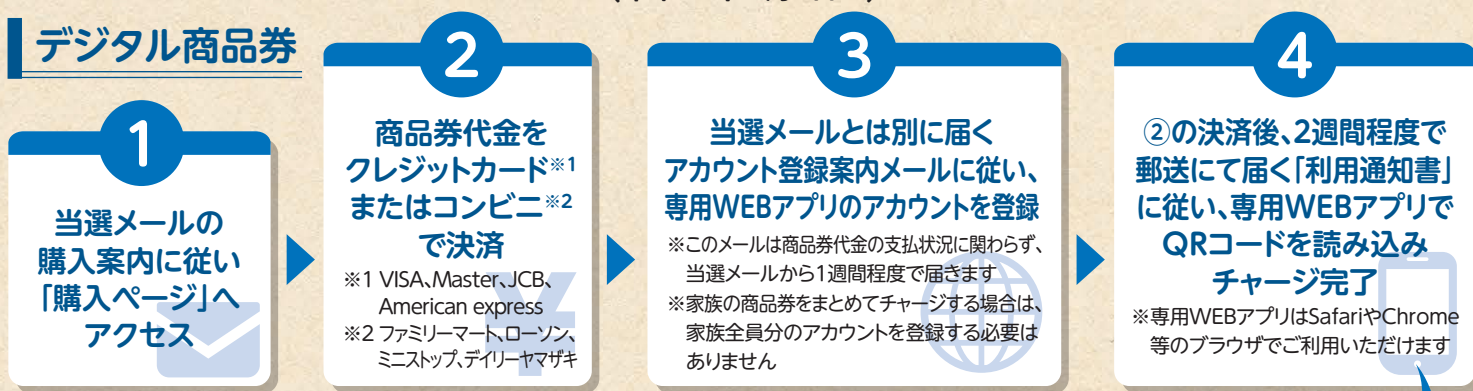 デジタル商品券
1
当選メールの
購入案内に従い
「購入ページ」へ
アクセス
2
商品券代金を
クレジットカード※1
またはコンビニ※2
で決済
※1 VISA、Master、JCB、
American express
※2 ファミリーマート、ローソン、
ミニストップ、デイリーヤマザキ
3
当選メールとは別に届く
アカウント登録案内メールに従い、
専用WEBアプリのアカウントを登録
※このメールは商品券代金の支払状況に関わらず、
当選メールから1週間程度で届きます
※家族の商品券をまとめてチャージする場合は、
家族全員分のアカウントを登録する必要は
ありません
4
②の決済後、2週間程度で
郵送にて届く「利用通知書」
に従い、専用WEBアプリで
QRコードを読み込み
チャージ完了
※専用WEBアプリはSafariやChrome
等のブラウザでご利用いただけます